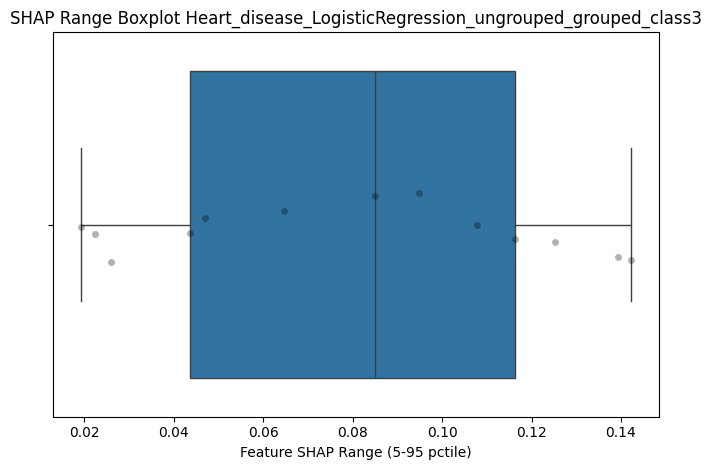 SHAP Range Boxplot Heart_disease_LogisticRegression_ungrouped_grouped_class3
0.02 0.04 0.06 0.08 0.10 0.12 0.14
Feature SHAP Range (5-95 pctile)